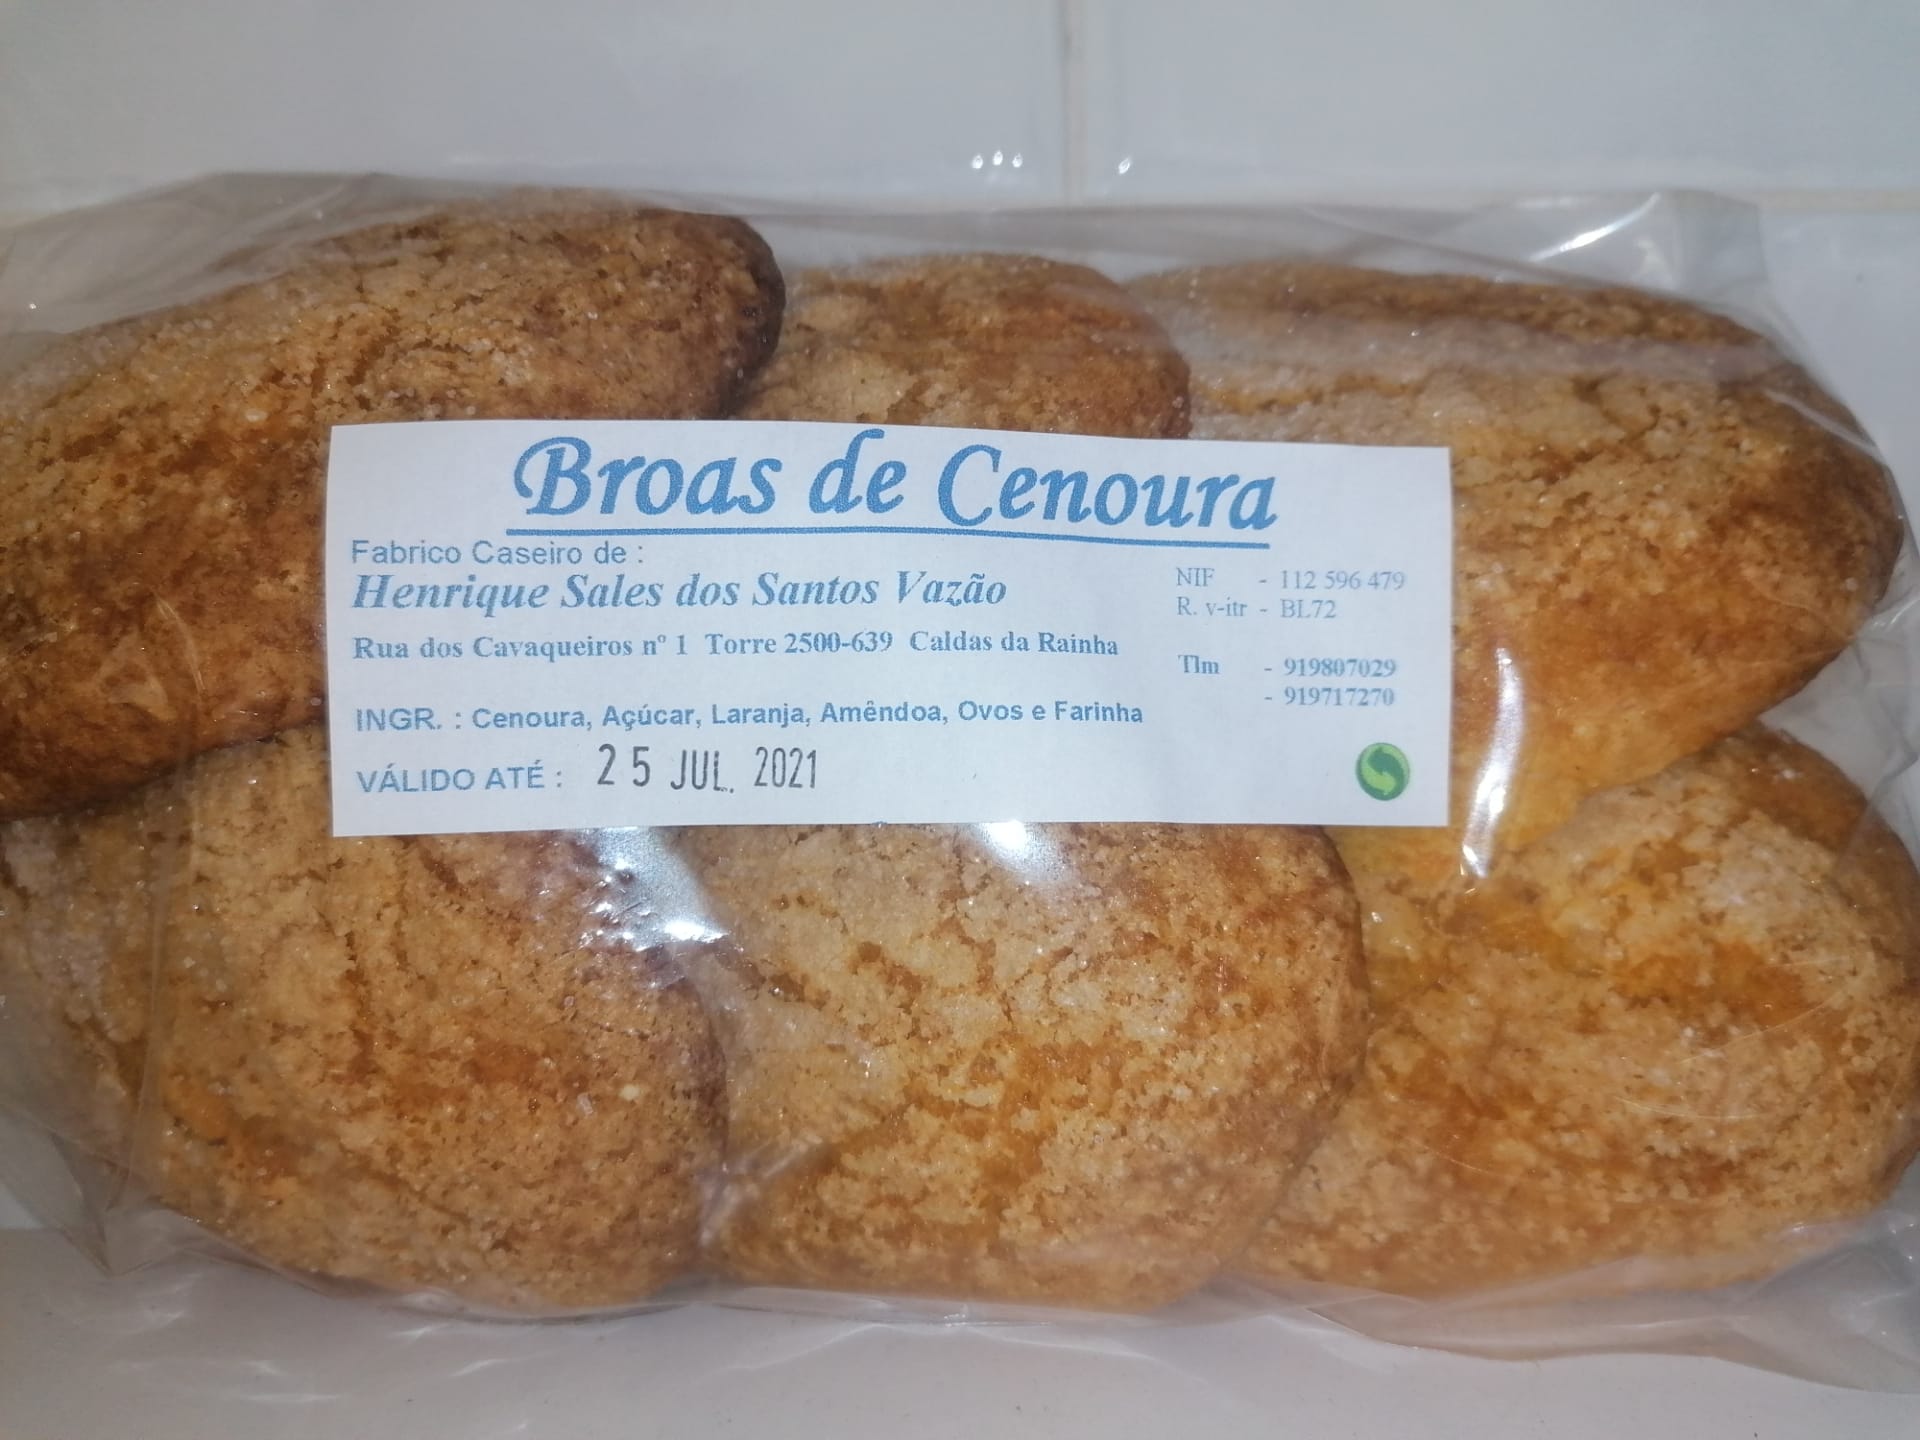 Broas de Cenoura
Fabrico Caseiro de :
Henrique Sales dos Santos Vazão
Rua dos Cavaqueiros nº 1 Torre 2500-639 Caldas da Rainha
NIF - 112 596 479
R. v-itr - BL72
Tlm - 919807029
- 919717270
INGR. : Cenoura, Açúcar, Laranja, Amêndoa, Ovos e Farinha
VÁLIDO ATÉ : 25 JUL. 2021